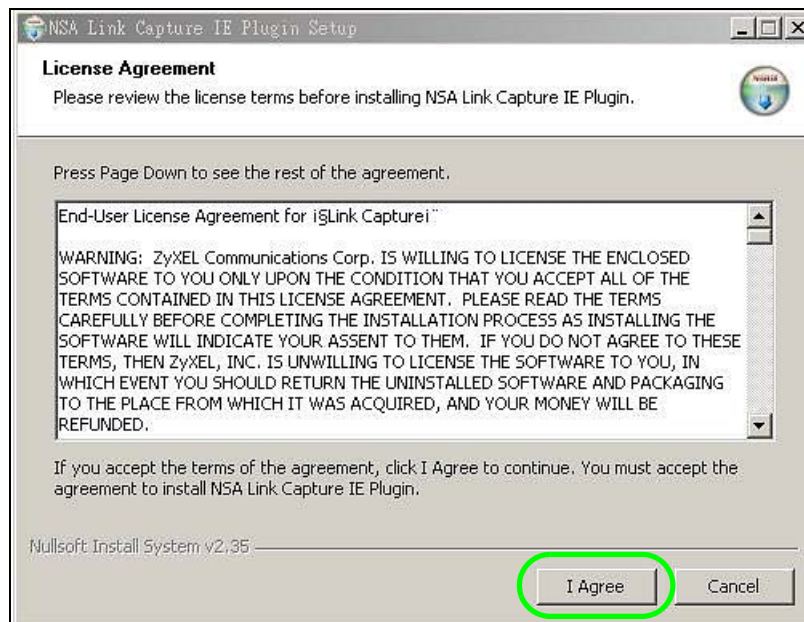 NSA Link Capture IE Plugin Setup
License Agreement
Please review the license terms before installing NSA Link Capture IE Plugin.
Press Page Down to see the rest of the agreement.
End-User License Agreement for i§Link Capturei¨
WARNING:  ZyXEL Communications Corp. IS WILLING TO LICENSE THE ENCLOSED
SOFTWARE TO YOU ONLY UPON THE CONDITION THAT YOU ACCEPT ALL OF THE
TERMS CONTAINED IN THIS LICENSE AGREEMENT.  PLEASE READ THE TERMS
CAREFULLY BEFORE COMPLETING THE INSTALLATION PROCESS AS INSTALLING THE
SOFTWARE WILL INDICATE YOUR ASSENT TO THEM.  IF YOU DO NOT AGREE TO THESE
TERMS, THEN ZyXEL, INC. IS UNWILLING TO LICENSE THE SOFTWARE TO YOU, IN
WHICH EVENT YOU SHOULD RETURN THE UNINSTALLED SOFTWARE AND PACKAGING
TO THE PLACE FROM WHICH IT WAS ACQUIRED, AND YOUR MONEY WILL BE
REFUNDED.
If you accept the terms of the agreement, click I Agree to continue. You must accept the
agreement to install NSA Link Capture IE Plugin.
Nullsoft Install System v2.35
I Agree
Cancel